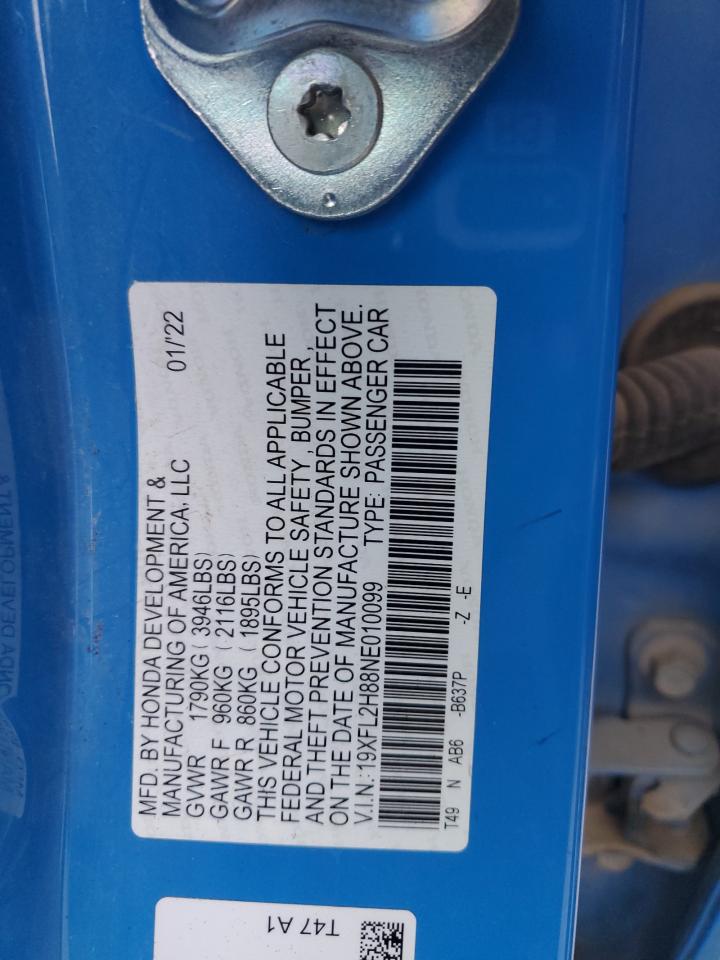 MFD. BY HONDA DEVELOPMENT &
MANUFACTURING OF AMERICA, LLC 01/'22
GVWR 1790KG ( 3946LBS)
GAWR F 960KG ( 2116LBS)
GAWR R 860KG ( 1895LBS)
THIS VEHICLE CONFORMS TO ALL APPLICABLE
FEDERAL MOTOR VEHICLE SAFETY , BUMPER ,
AND THEFT PREVENTION STANDARDS IN EFFECT
ON THE DATE OF MANUFACTURE SHOWN ABOVE.
V.I.N.: 19XFL2H88NE010099 TYPE: PASSENGER CAR
T49 N AB6 -B637P -Z -E
T47 A1